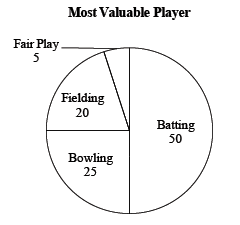 Most Valuable Player
Fair Play
5
Fielding
20
Batting
50
Bowling
25